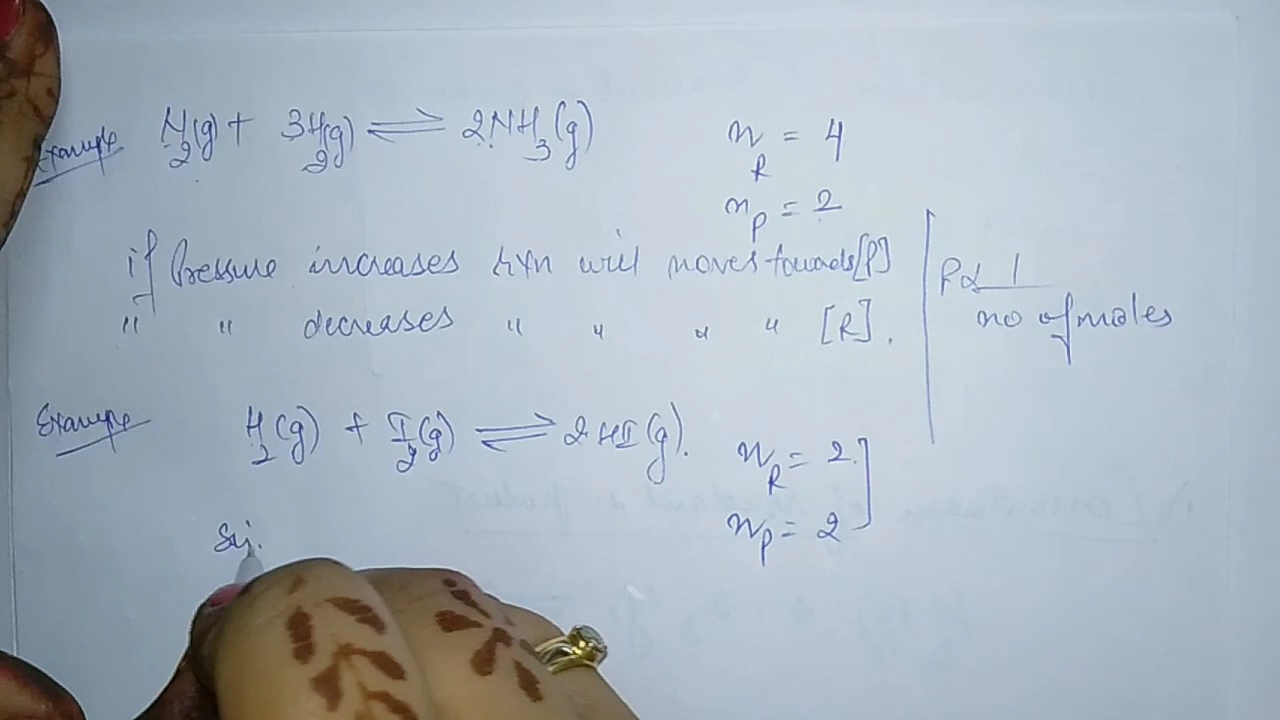 Example N2(g) + 3H2(g) ⇌ 2NH3(g) nR = 4
nP = 2
if Pressure increases rxn will moves towards [P]
" " decreases " " " " [R].
P α 1/no of moles
Example H2(g) + I2(g) ⇌ 2HI(g). nR = 2
nP = 2